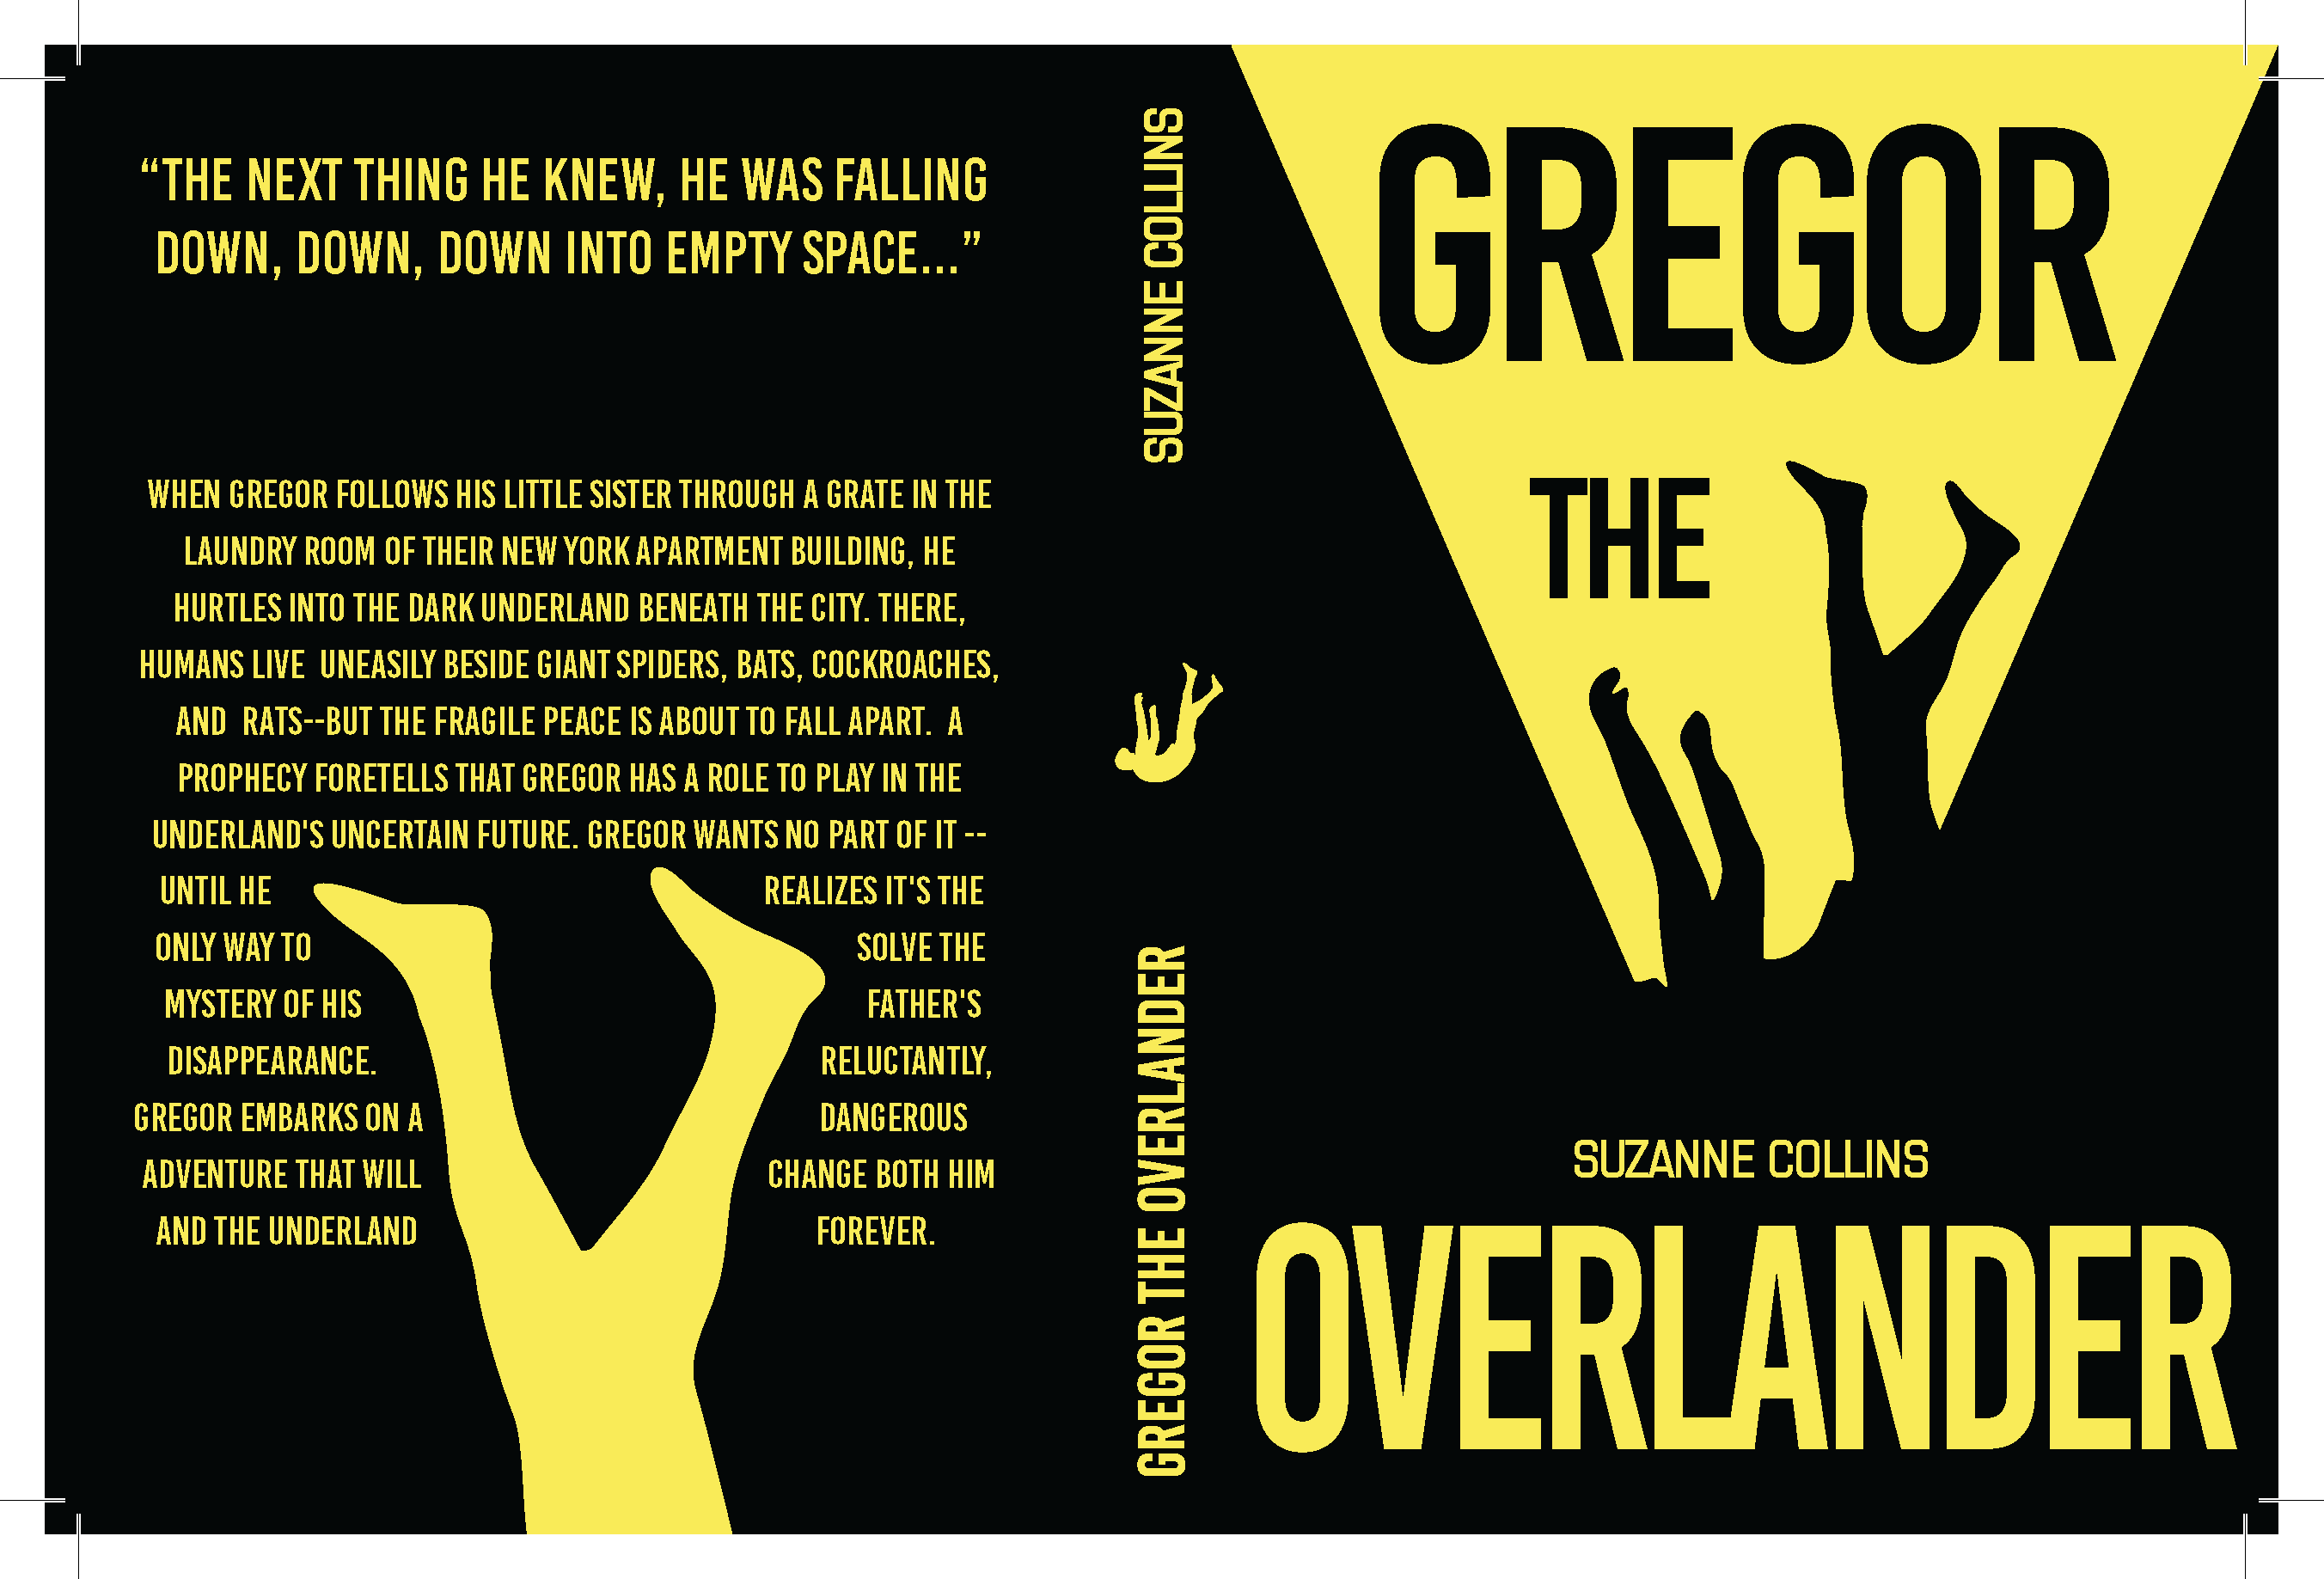 “THE NEXT THING HE KNEW, HE WAS FALLING
DOWN, DOWN, DOWN INTO EMPTY SPACE...”
WHEN GREGOR FOLLOWS HIS LITTLE SISTER THROUGH A GRATE IN THE
LAUNDRY ROOM OF THEIR NEW YORK APARTMENT BUILDING, HE
HURTLES INTO THE DARK UNDERLAND BENEATH THE CITY. THERE,
HUMANS LIVE UNEASILY BESIDE GIANT SPIDERS, BATS, COCKROACHES,
AND RATS--BUT THE FRAGILE PEACE IS ABOUT TO FALL APART. A
PROPHECY FORETELLS THAT GREGOR HAS A ROLE TO PLAY IN THE
UNDERLAND'S UNCERTAIN FUTURE. GREGOR WANTS NO PART OF IT --
UNTIL HE REALIZES IT'S THE
ONLY WAY TO SOLVE THE
MYSTERY OF HIS FATHER'S
DISAPPEARANCE. RELUCTANTLY,
GREGOR EMBARKS ON A DANGEROUS
ADVENTURE THAT WILL CHANGE BOTH HIM
AND THE UNDERLAND FOREVER.
SUZANNE COLLINS
GREGOR THE OVERLANDER
GREGOR
THE
SUZANNE COLLINS
OVERLANDER